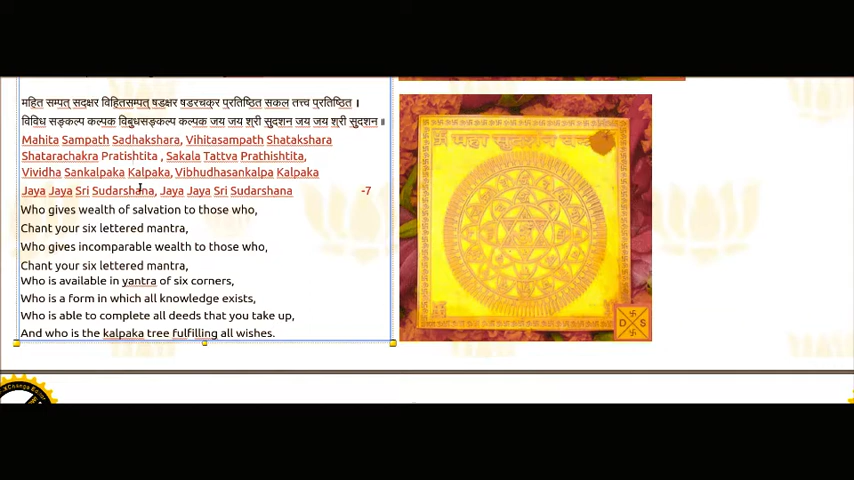 महित सम्पत् सदक्षर विहितसम्पत् षडक्षर षडरचक्र प्रतिष्ठित सकल तत्त्व प्रतिष्ठित ।
विविध सङ्कल्प कल्पक विबुधसङ्कल्प कल्पक जय जय श्री सुदर्शन जय जय श्री सुदर्शन ॥
Mahita Sampath Sadhakshara, Vihitasampath Shatakshara
Shatarachakra Pratishtita , Sakala Tattva Prathishtita,
Vividha Sankalpaka Kalpaka, Vibhudhasankalpa Kalpaka
Jaya Jaya Sri Sudarshana, Jaya Jaya Sri Sudarshana -7
Who gives wealth of salvation to those who,
Chant your six lettered mantra,
Who gives incomparable wealth to those who,
Chant your six lettered mantra,
Who is available in yantra of six corners,
Who is a form in which all knowledge exists,
Who is able to complete all deeds that you take up,
And who is the kalpaka tree fulfilling all wishes.
महा सुदर्शन
D S